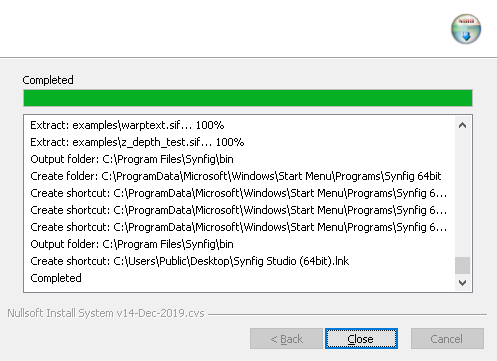 Completed
Extract: examples\warptext.sif... 100%
Extract: examples\z_depth_test.sif... 100%
Output folder: C:\Program Files\Synfig\bin
Create folder: C:\ProgramData\Microsoft\Windows\Start Menu\Programs\Synfig 64bit
Create shortcut: C:\ProgramData\Microsoft\Windows\Start Menu\Programs\Synfig 6...
Create shortcut: C:\ProgramData\Microsoft\Windows\Start Menu\Programs\Synfig 6...
Create shortcut: C:\ProgramData\Microsoft\Windows\Start Menu\Programs\Synfig 6...
Output folder: C:\Program Files\Synfig\bin
Create shortcut: C:\Users\Public\Desktop\Synfig Studio (64bit).lnk
Completed
Nullsoft Install System v14-Dec-2019.cvs
< Back Close Cancel